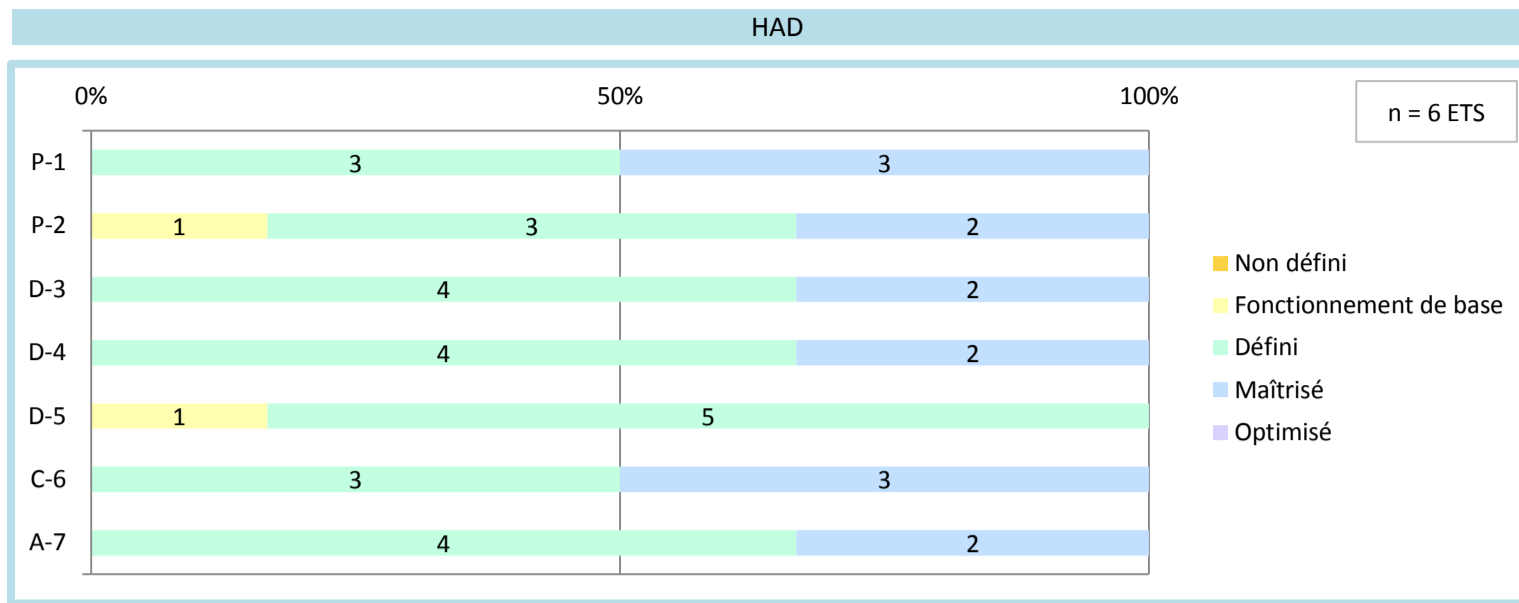 HAD
0% 50% 100%
n = 6 ETS
P-1 3 3
P-2 1 3 2
D-3 4 2
D-4 4 2
D-5 1 5
C-6 3 3
A-7 4 2
Non défini
Fonctionnement de base
Défini
Maîtrisé
Optimisé